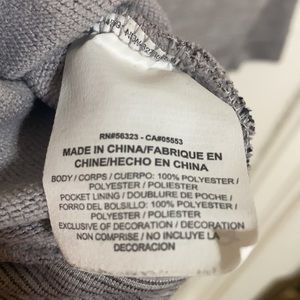 RN#56323 - CA#05553
MADE IN CHINA/FABRIQUE EN
CHINE/HECHO EN CHINA
BODY / CORPS / CUERPO: 100% POLYESTER/
POLYESTER / POLIESTER
POCKET LINING / DOUBLURE DE POCHE /
FORRO DEL BOLSILLO: 100% POLYESTER/
POLYESTER / POLIESTER
EXCLUSIVE OF DECORATION / DECORATION
NON COMPRISE / NO INCLUYE LA
DECORACION